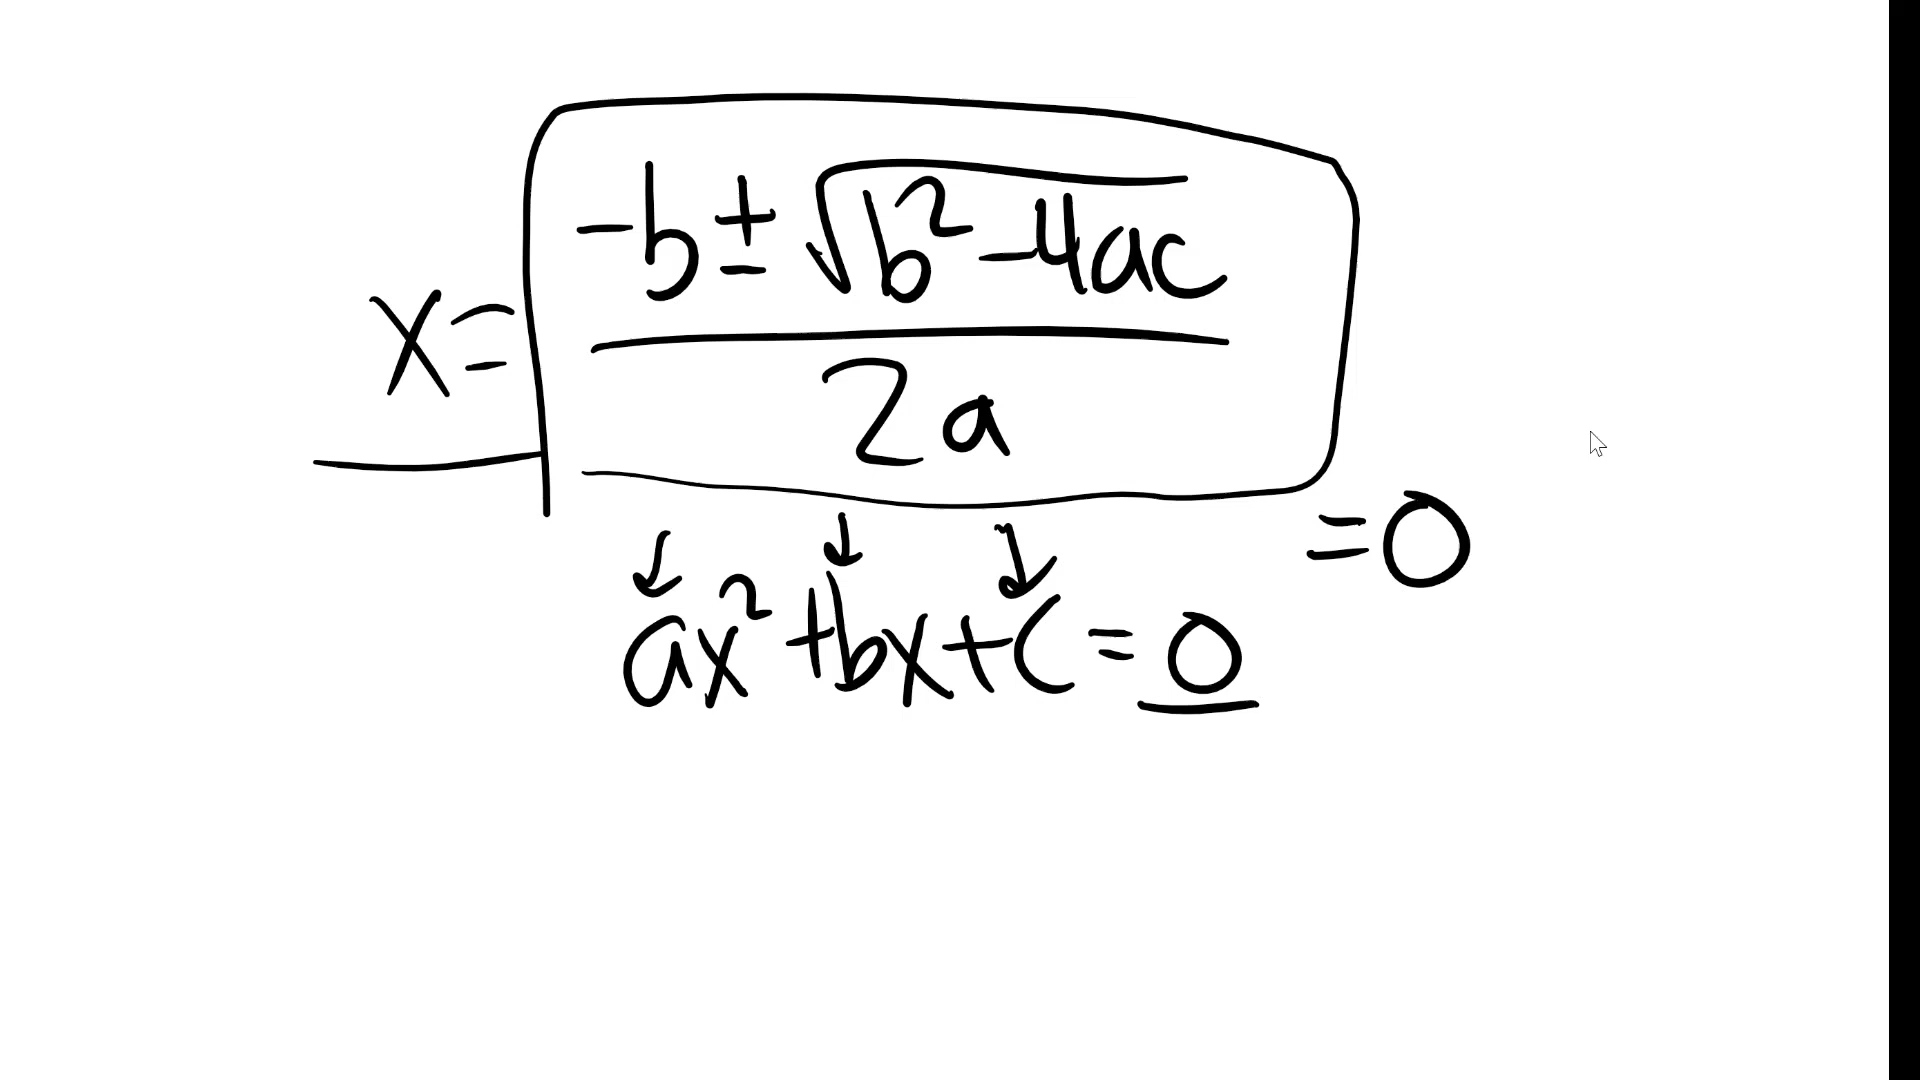 x = (-b ± √(b² - 4ac)) / 2a
= 0
ax² + bx + c = 0